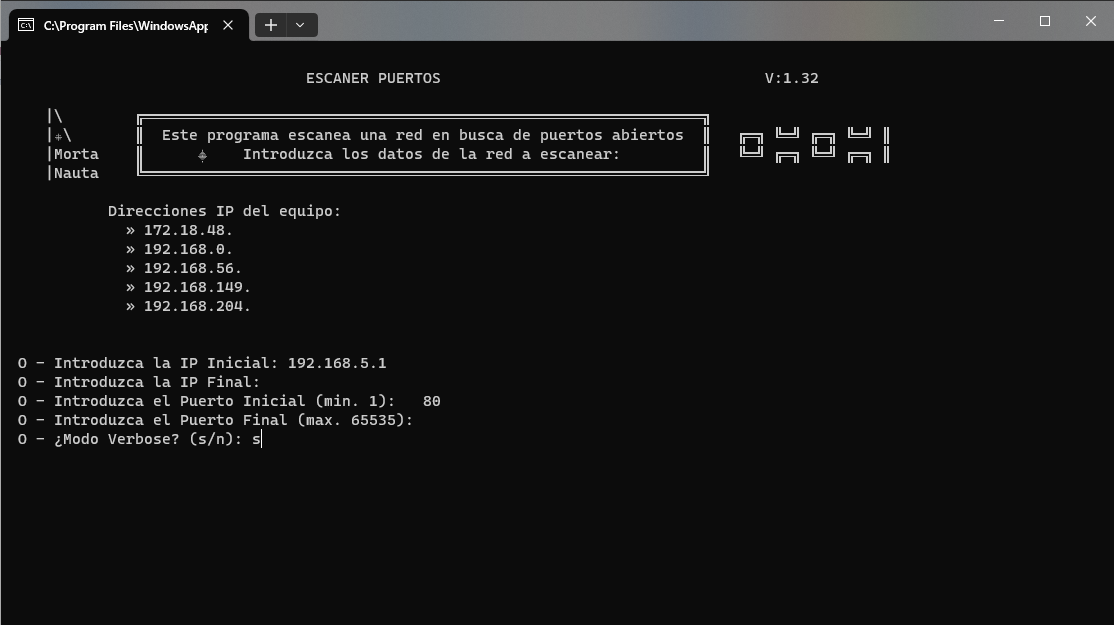 C:\Program Files\WindowsApp
ESCANER PUERTOS V:1.32
Este programa escanea una red en busca de puertos abiertos
Introduzca los datos de la red a escanear:
Morta
Nauta
Direcciones IP del equipo:
» 172.18.48.
» 192.168.0.
» 192.168.56.
» 192.168.149.
» 192.168.204.
O - Introduzca la IP Inicial: 192.168.5.1
O - Introduzca la IP Final:
O - Introduzca el Puerto Inicial (min. 1): 80
O - Introduzca el Puerto Final (max. 65535):
O - ¿Modo Verbose? (s/n): s